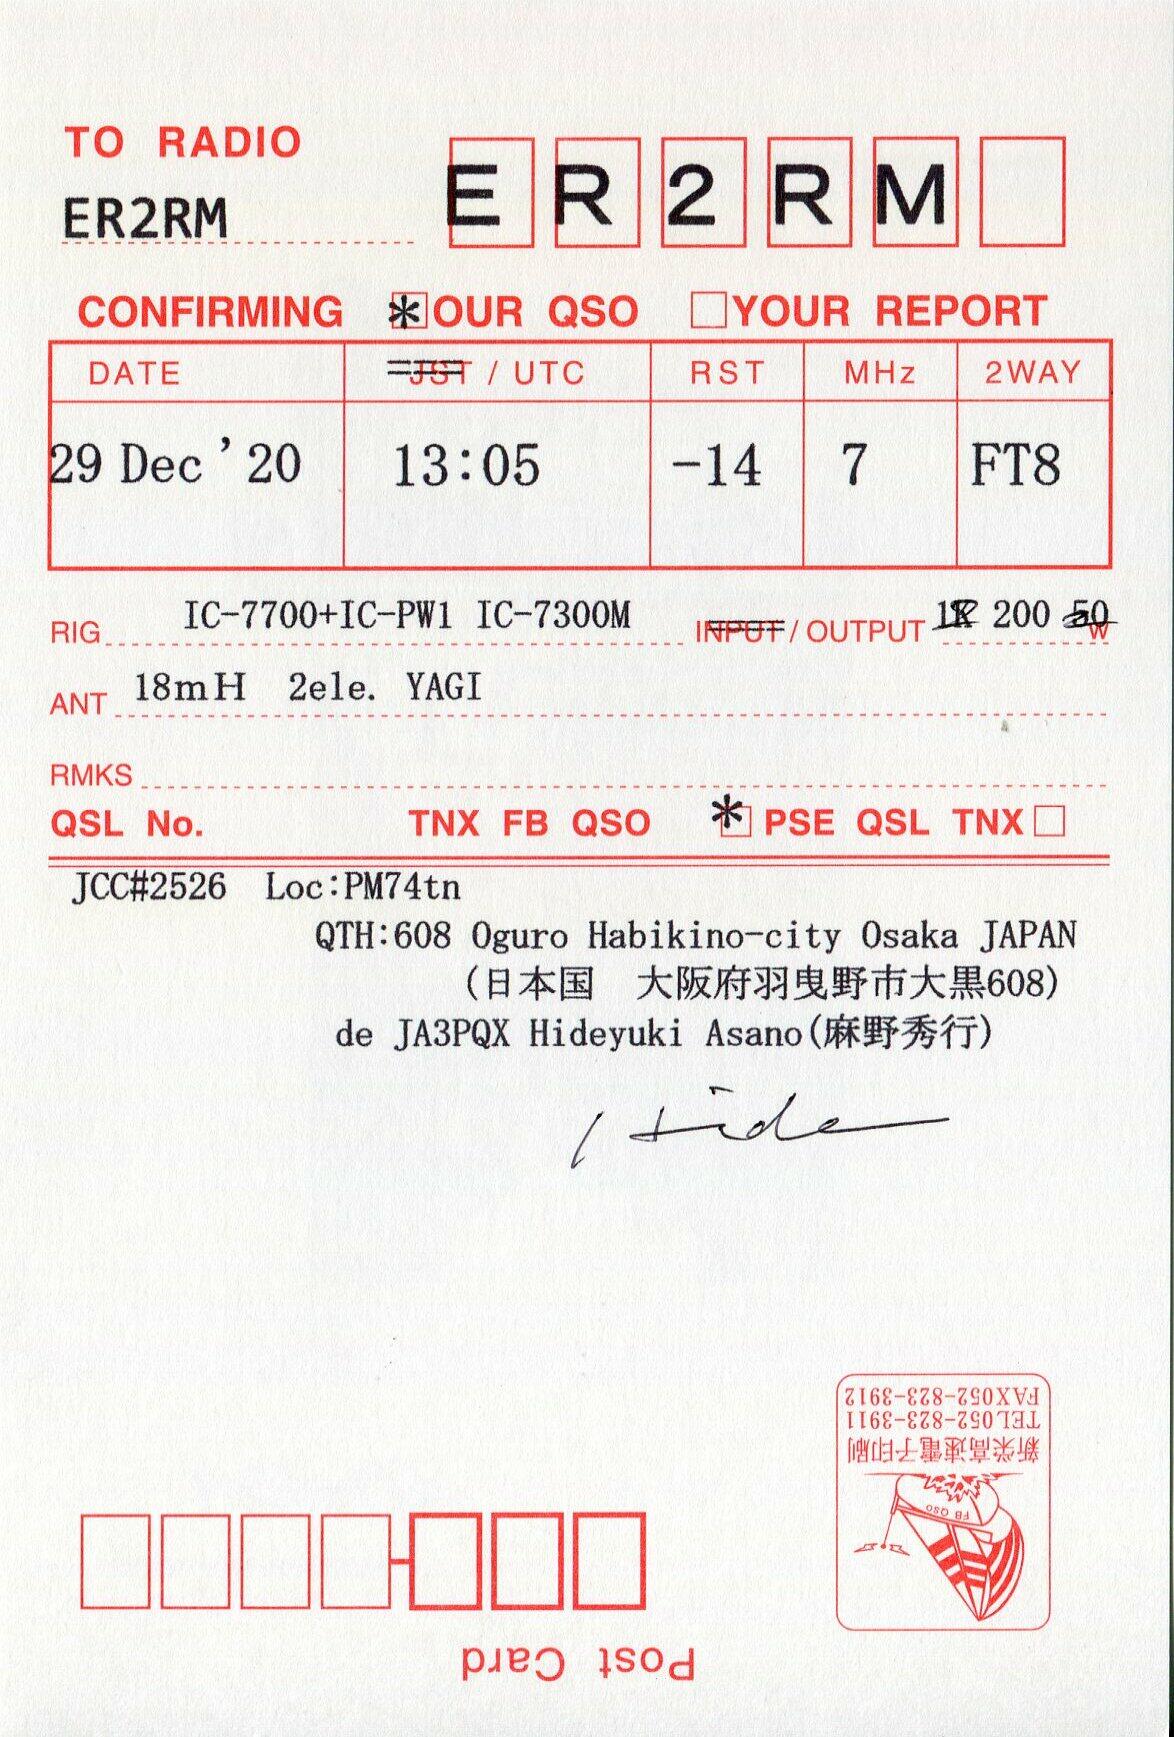 TO RADIO
ER2RM
E R 2 R M
CONFIRMING *OUR QSO YOUR REPORT
DATE JST / UTC RST MHz 2WAY
29 Dec '20 13:05 -14 7 FT8
RIG IC-7700+IC-PW1 IC-7300M INPUT / OUTPUT 1K 200 50 W
ANT 18mH 2ele. YAGI
RMKS
QSL No. TNX FB QSO * PSE QSL TNX
JCC#2526 Loc:PM74tn
QTH:608 Oguro Habikino-city Osaka JAPAN
(日本国 大阪府羽曳野市大黒608)
de JA3PQX Hideyuki Asano(麻野秀行)
Hide
FAX052-823-3912
TEL052-823-3911
新栄高速電子印刷
FB QSO
Post Card